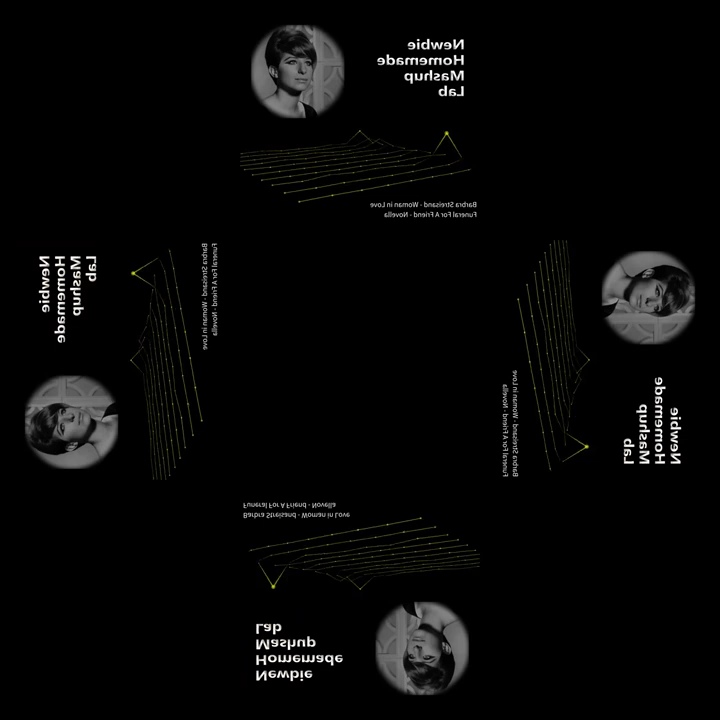 Newbie
Homemade
Mashup
Lab
Barbra Streisand - Woman in Love
Funeral For A Friend - Novella
Newbie
Homemade
Mashup
Lab
Barbra Streisand - Woman in Love
Funeral For A Friend - Novella
Newbie
Homemade
Mashup
Lab
Barbra Streisand - Woman in Love
Funeral For A Friend - Novella
Newbie
Homemade
Mashup
Lab
Barbra Streisand - Woman in Love
Funeral For A Friend - Novella